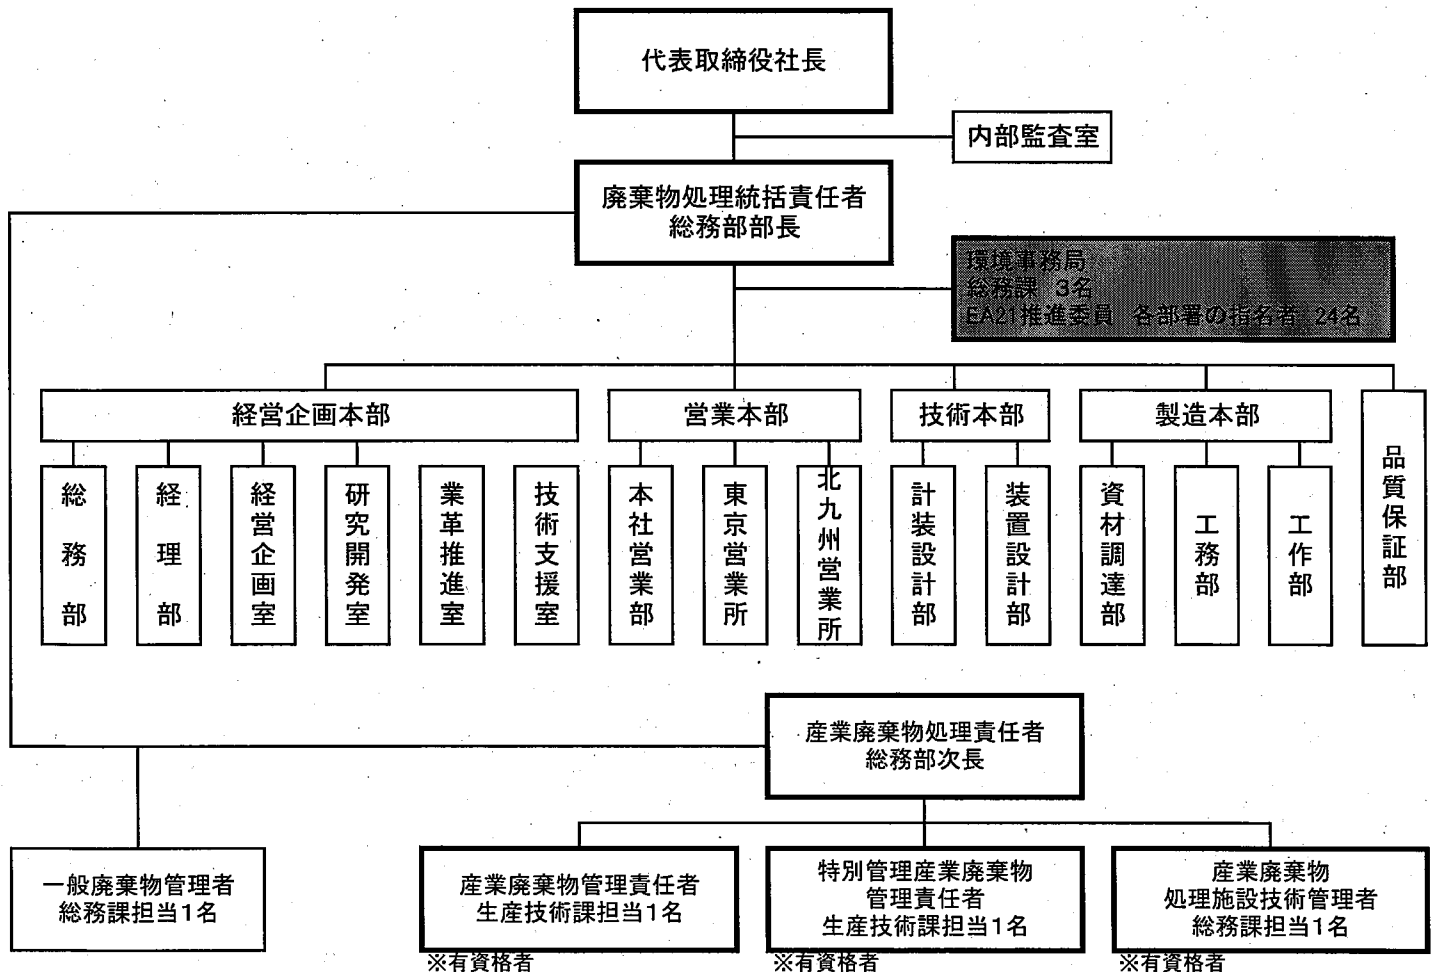 代表取締役社長
内部監査室
廃棄物処理統括責任者
総務部部長
環境事務局
総務課 3名
EA21推進委員 各部署の指名者 24名
経営企画本部
営業本部
技術本部
製造本部
品質保証部
総務部
経理部
経営企画室
研究開発室
業革推進室
技術支援室
本社営業部
東京営業所
北九州営業所
計装設計部
装置設計部
資材調達部
工務部
工作部
産業廃棄物処理責任者
総務部次長
一般廃棄物管理者
総務課担当1名
産業廃棄物管理責任者
生産技術課担当1名
※有資格者
特別管理産業廃棄物
管理責任者
生産技術課担当1名
※有資格者
産業廃棄物
処理施設技術管理者
総務課担当1名
※有資格者